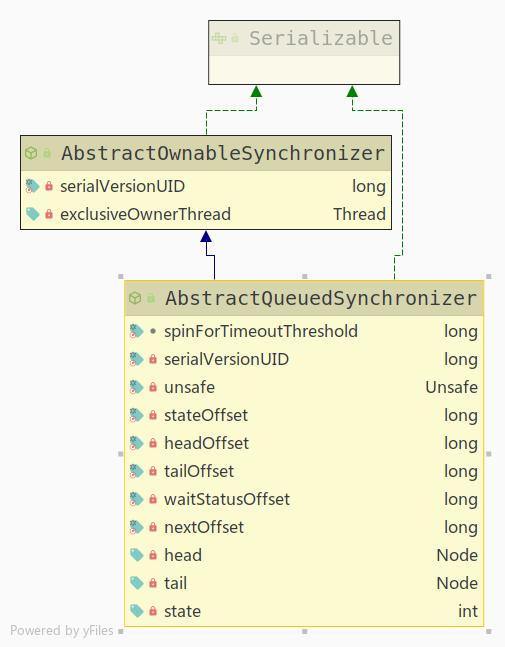 Serializable
AbstractOwnableSynchronizer
serialVersionUID long
exclusiveOwnerThread Thread
AbstractQueuedSynchronizer
spinForTimeoutThreshold long
serialVersionUID long
unsafe Unsafe
stateOffset long
headOffset long
tailOffset long
waitStatusOffset long
nextOffset long
head Node
tail Node
state int
Powered by yFiles